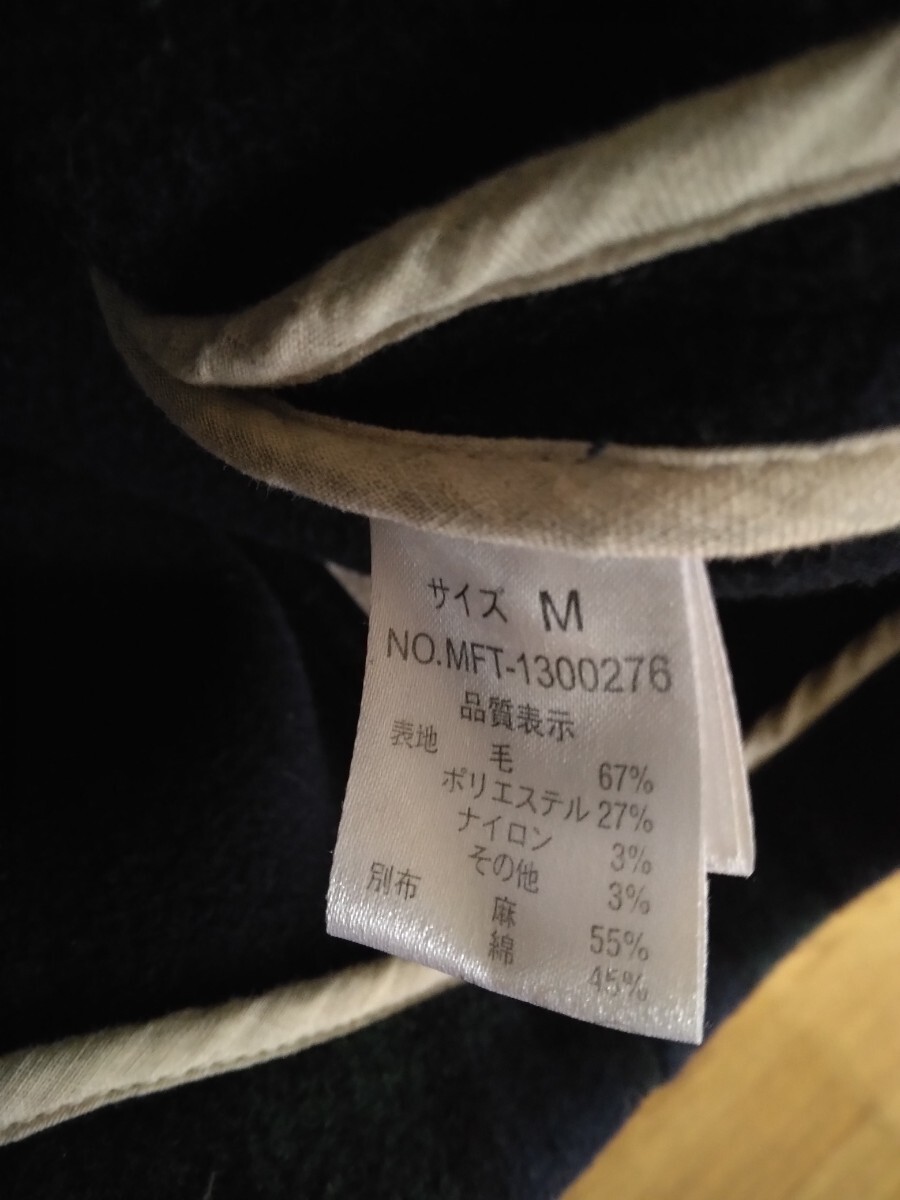 サイズ M
NO.MFT-1300276
品質表示
表地 毛 67%
ポリエステル 27%
ナイロン 3%
その他 3%
別布 麻 55%
綿 45%